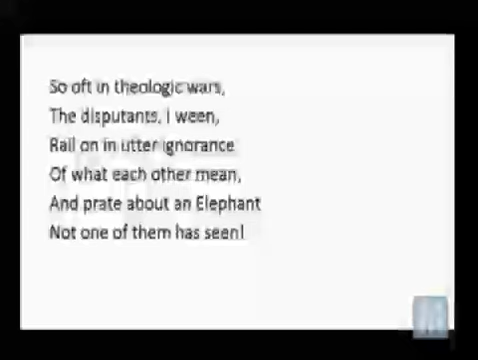 So oft in theologic wars,
The disputants, I ween,
Rail on in utter ignorance
Of what each other mean,
And prate about an Elephant
Not one of them has seen!